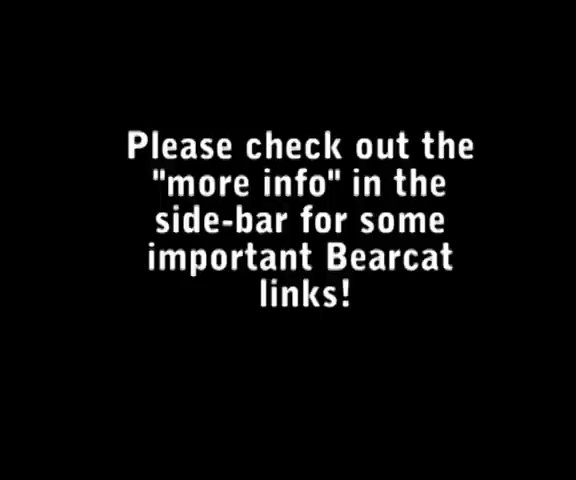 Please check out the
"more info" in the
side-bar for some
important Bearcat
links!